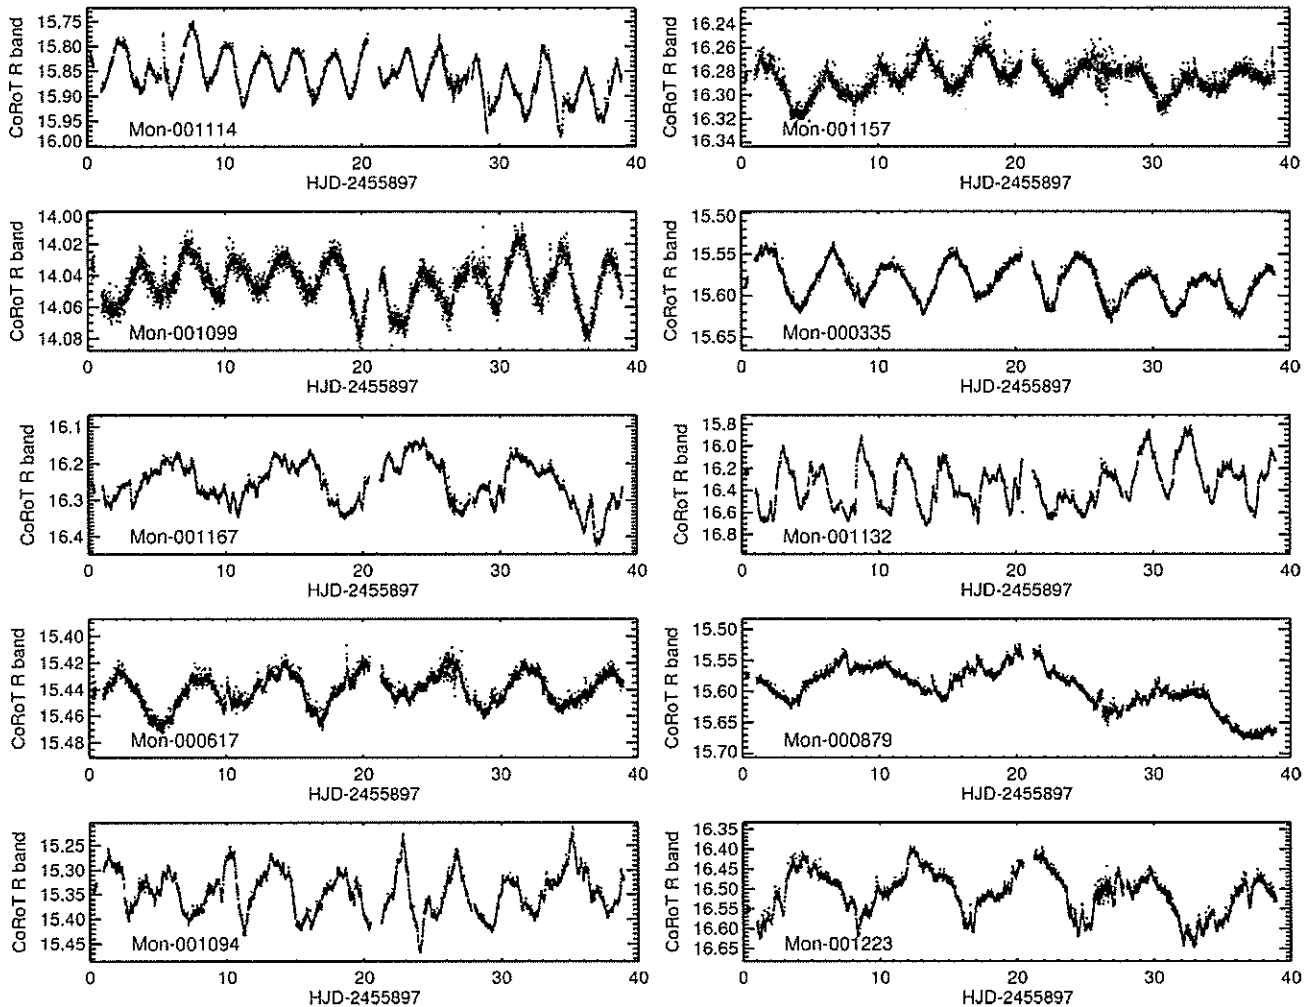 CoRoT R band
15.75
15.80
15.85
15.90
15.95
16.00
Mon-001114
0 10 20 30 40
HJD-2455897
CoRoT R band
16.24
16.26
16.28
16.30
16.32
16.34
Mon-001157
0 10 20 30 40
HJD-2455897
CoRoT R band
14.00
14.02
14.04
14.06
14.08
Mon-001099
0 10 20 30 40
HJD-2455897
CoRoT R band
15.50
15.55
15.60
15.65
Mon-000335
0 10 20 30 40
HJD-2455897
CoRoT R band
16.1
16.2
16.3
16.4
Mon-001167
0 10 20 30 40
HJD-2455897
CoRoT R band
15.8
16.0
16.2
16.4
16.6
16.8
Mon-001132
0 10 20 30 40
HJD-2455897
CoRoT R band
15.40
15.42
15.44
15.46
15.48
Mon-000617
0 10 20 30 40
HJD-2455897
CoRoT R band
15.50
15.55
15.60
15.65
15.70
Mon-000879
0 10 20 30 40
HJD-2455897
CoRoT R band
15.25
15.30
15.35
15.40
15.45
Mon-001094
0 10 20 30 40
HJD-2455897
CoRoT R band
16.35
16.40
16.45
16.50
16.55
16.60
16.65
Mon-001223
0 10 20 30 40
HJD-2455897